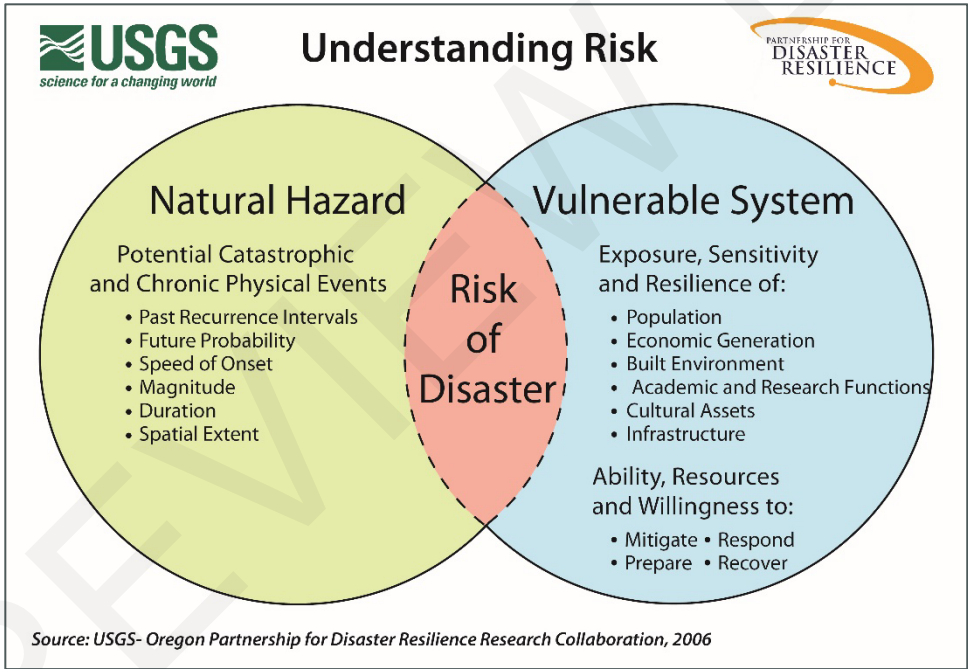 USGS
science for a changing world
Understanding Risk
PARTNERSHIP FOR
DISASTER
RESILIENCE
Natural Hazard
Potential Catastrophic
and Chronic Physical Events
• Past Recurrence Intervals
• Future Probability
• Speed of Onset
• Magnitude
• Duration
• Spatial Extent
Risk
of
Disaster
Vulnerable System
Exposure, Sensitivity
and Resilience of:
• Population
• Economic Generation
• Built Environment
• Academic and Research Functions
• Cultural Assets
• Infrastructure
Ability, Resources
and Willingness to:
• Mitigate • Respond
• Prepare • Recover
Source: USGS- Oregon Partnership for Disaster Resilience Research Collaboration, 2006
PREVIEW